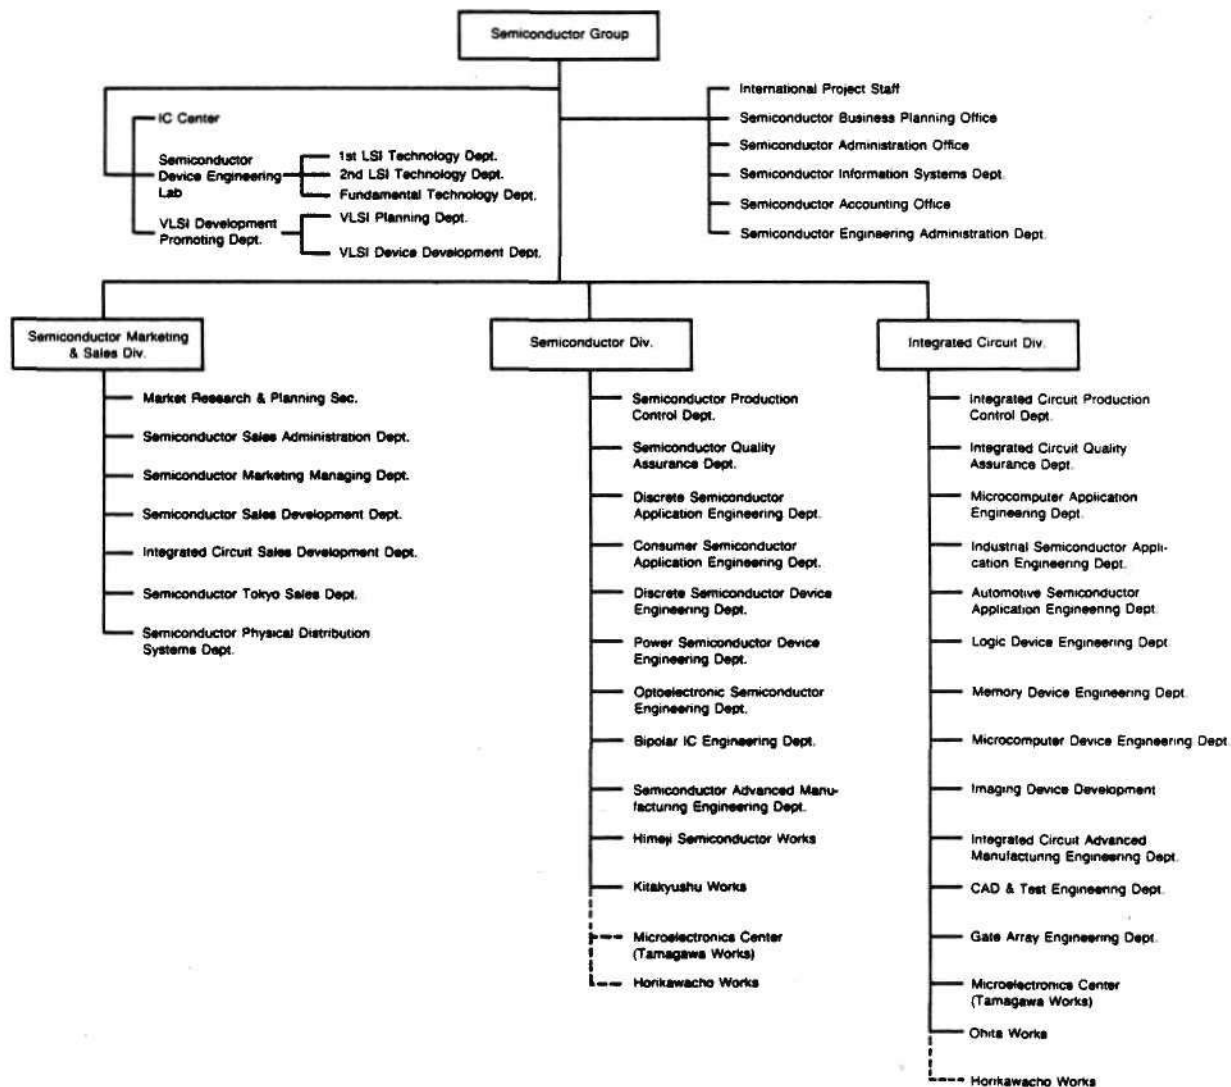 Semiconductor Group
IC Center
Semiconductor
Device Engineering
Lab
1st LSI Technology Dept.
2nd LSI Technology Dept.
Fundamental Technology Dept.
VLSI Development
Promoting Dept.
VLSI Planning Dept.
VLSI Device Development Dept.
International Project Staff
Semiconductor Business Planning Office
Semiconductor Administration Office
Semiconductor Information Systems Dept.
Semiconductor Accounting Office
Semiconductor Engineering Administration Dept.
Semiconductor Marketing
& Sales Div.
Market Research & Planning Sec.
Semiconductor Sales Administration Dept.
Semiconductor Marketing Managing Dept.
Semiconductor Sales Development Dept.
Integrated Circuit Sales Development Dept.
Semiconductor Tokyo Sales Dept.
Semiconductor Physical Distribution
Systems Dept.
Semiconductor Div.
Semiconductor Production
Control Dept.
Semiconductor Quality
Assurance Dept.
Discrete Semiconductor
Application Engineering Dept.
Consumer Semiconductor
Application Engineering Dept.
Discrete Semiconductor Device
Engineering Dept.
Power Semiconductor Device
Engineering Dept.
Optoelectronic Semiconductor
Engineering Dept.
Bipolar IC Engineering Dept.
Semiconductor Advanced Manu-
facturing Engineering Dept.
Himeji Semiconductor Works
Kitakyushu Works
Microelectronics Center
(Tamagawa Works)
Horikawacho Works
Integrated Circuit Div.
Integrated Circuit Production
Control Dept.
Integrated Circuit Quality
Assurance Dept.
Microcomputer Application
Engineering Dept.
Industrial Semiconductor Appli-
cation Engineering Dept.
Automotive Semiconductor
Application Engineering Dept.
Logic Device Engineering Dept.
Memory Device Engineering Dept.
Microcomputer Device Engineering Dept.
Imaging Device Development
Integrated Circuit Advanced
Manufacturing Engineering Dept.
CAD & Test Engineering Dept.
Gate Array Engineering Dept.
Microelectronics Center
(Tamagawa Works)
Ohita Works
Horikawacho Works